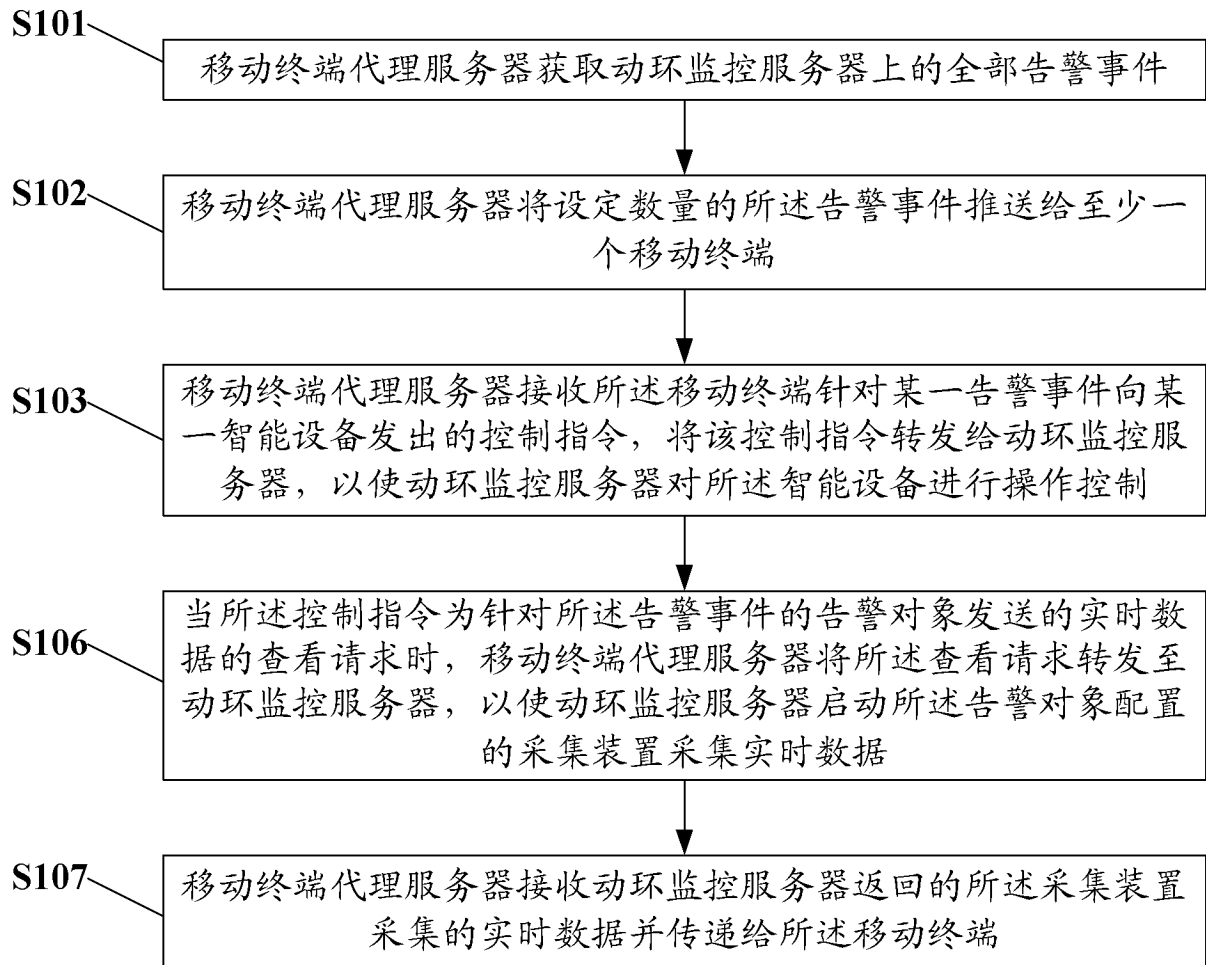 S101
移动终端代理服务器获取动环监控服务器上的全部告警事件
S102
移动终端代理服务器将设定数量的所述告警事件推送给至少一
个移动终端
S103
移动终端代理服务器接收所述移动终端针对某一告警事件向某
一智能设备发出的控制指令，将该控制指令转发给动环监控服
务器，以使动环监控服务器对所述智能设备进行操作控制
S106
当所述控制指令为针对所述告警事件的告警对象发送的实时数
据的查看请求时，移动终端代理服务器将所述查看请求转发至
动环监控服务器，以使动环监控服务器启动所述告警对象配置
的采集装置采集实时数据
S107
移动终端代理服务器接收动环监控服务器返回的所述采集装置
采集的实时数据并传递给所述移动终端